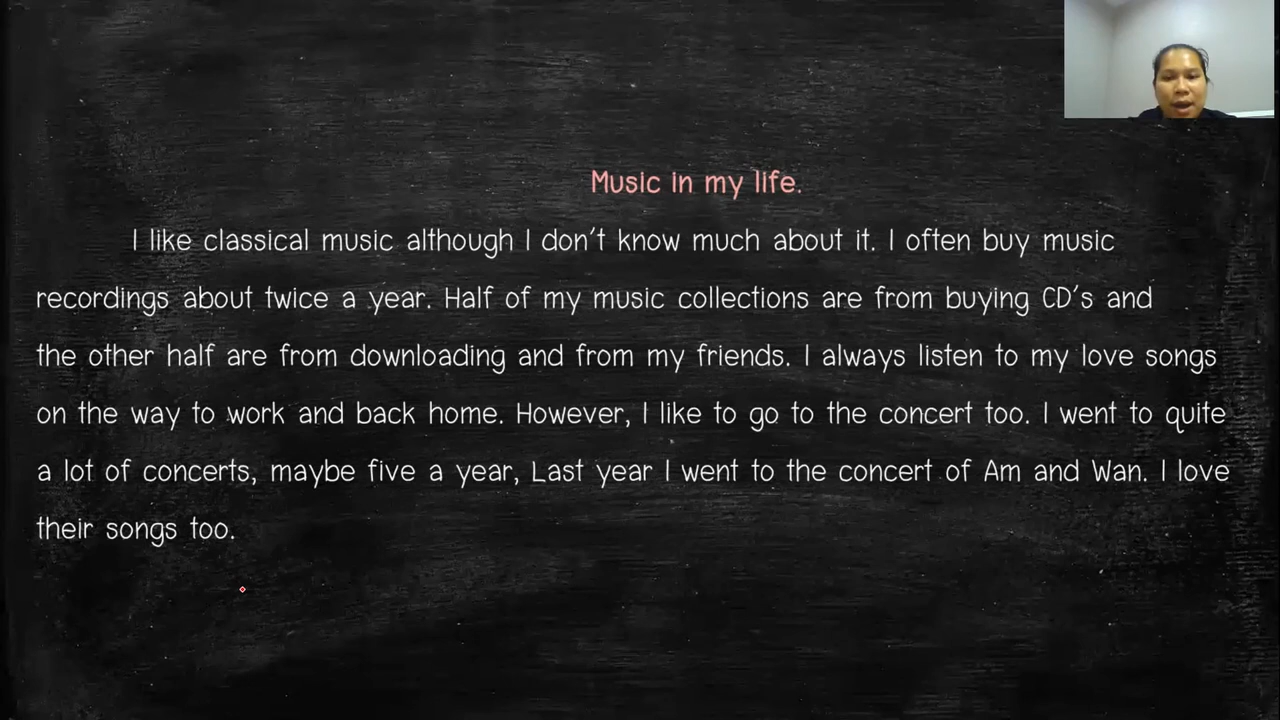 Music in my life.
I like classical music although I don't know much about it. I often buy music
recordings about twice a year. Half of my music collections are from buying CD's and
the other half are from downloading and from my friends. I always listen to my love songs
on the way to work and back home. However, I like to go to the concert too. I went to quite
a lot of concerts, maybe five a year, Last year I went to the concert of Am and Wan. I love
their songs too.